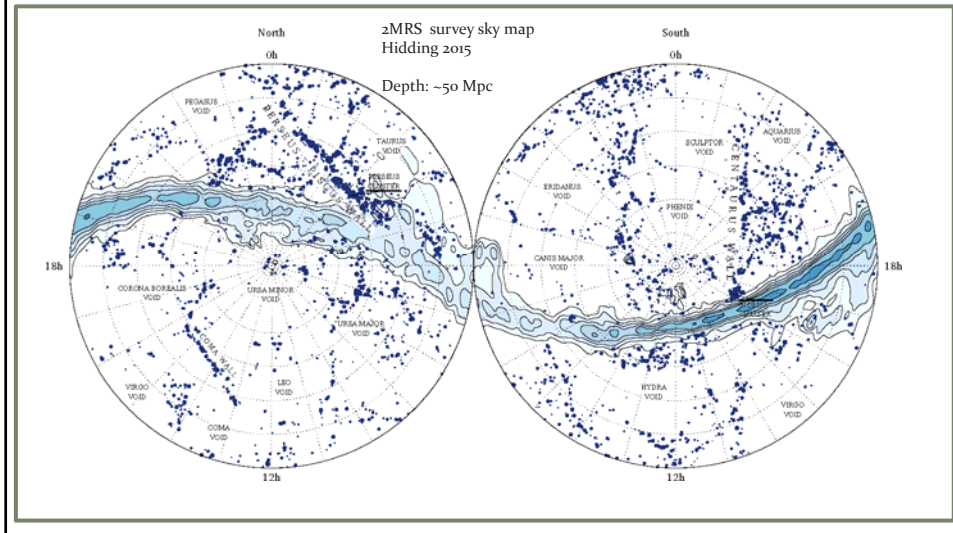 2MRS survey sky map
Hidding 2015
Depth: ~50 Mpc
North
0h
PEGASUS
VOID
PERSEUS - PISCES WALL
TAURUS
VOID
PERSEUS
CLUSTER
18h
CORONA BOREALIS
VOID
URSA MINOR
VOID
URSA MAJOR
VOID
COMA WALL
VIRGO
VOID
LEO
VOID
COMA
VOID
12h
South
0h
AQUARIUS
VOID
SCULPTOR
VOID
CENTAURUS WALL
ERIDANUS
VOID
PHENIX
VOID
CANIS MAJOR
VOID
18h
CLUSTER
HYDRA
VOID
VIRGO
VOID
12h